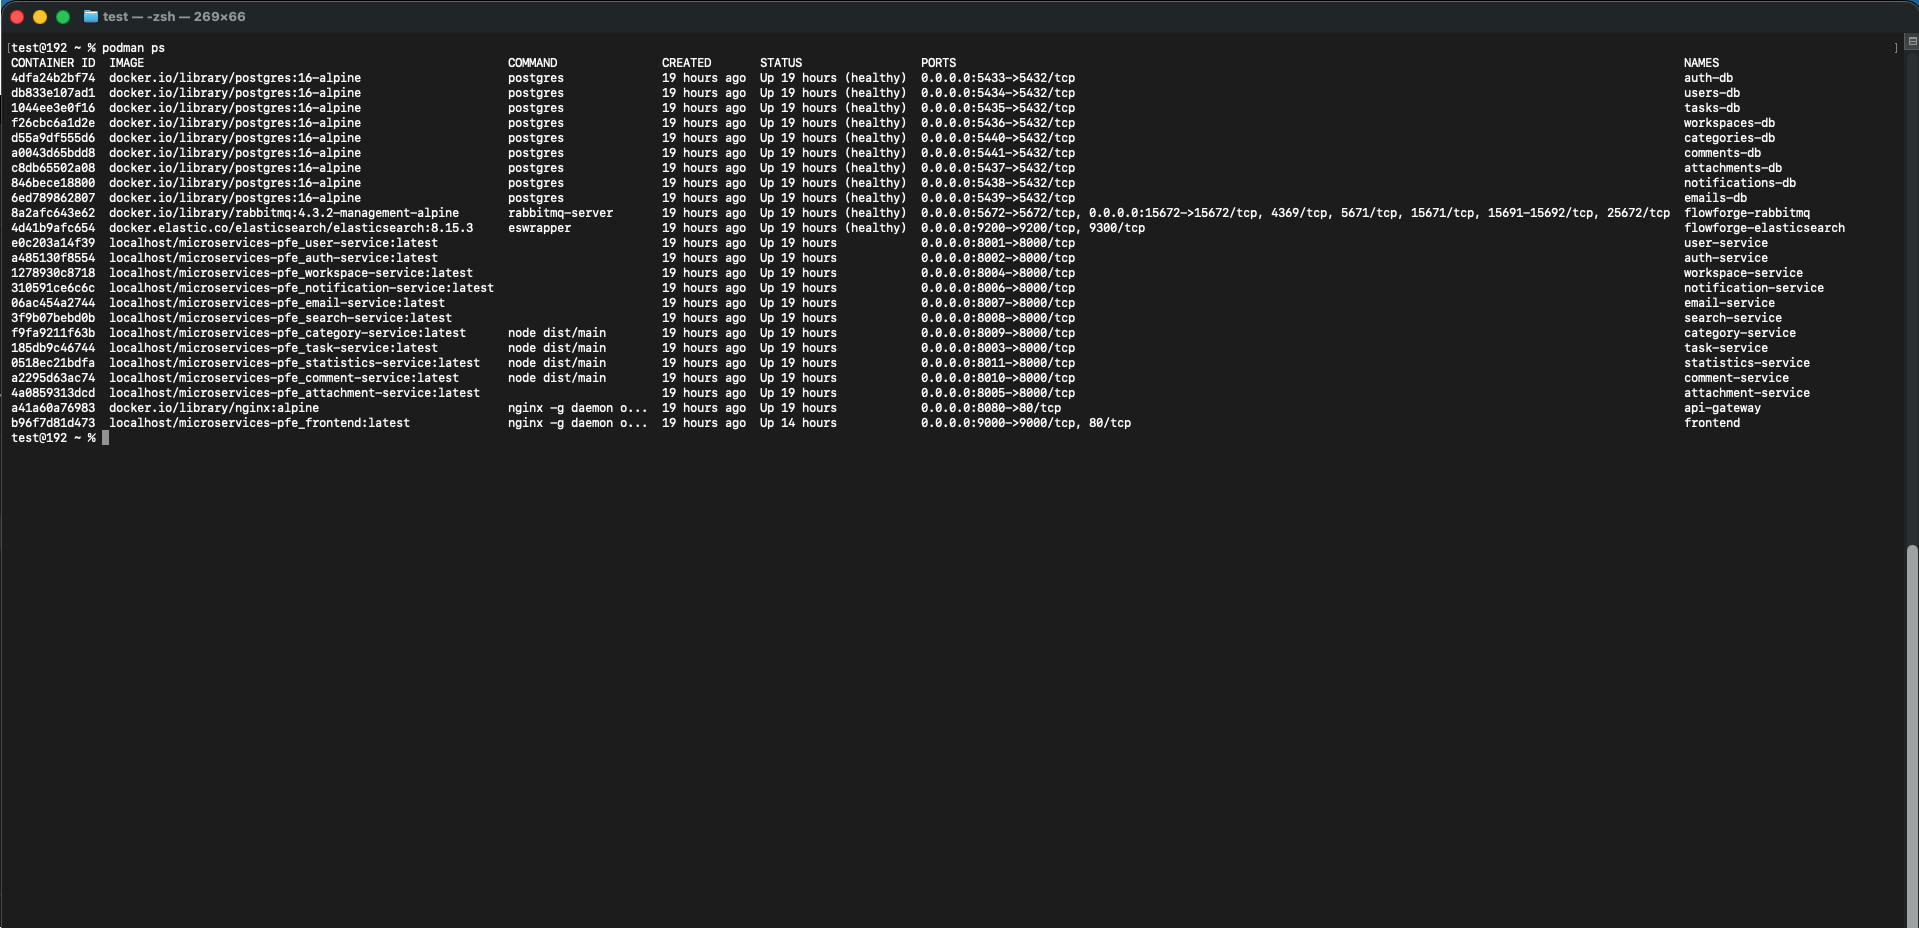 test — -zsh — 269×66
[test@192 ~ % podman ps ]
CONTAINER ID  IMAGE  COMMAND  CREATED  STATUS  PORTS  NAMES
4dfa24b2bf74  docker.io/library/postgres:16-alpine  postgres  19 hours ago  Up 19 hours (healthy)  0.0.0.0:5433->5432/tcp  auth-db
db833e107ad1  docker.io/library/postgres:16-alpine  postgres  19 hours ago  Up 19 hours (healthy)  0.0.0.0:5434->5432/tcp  users-db
1044ee3e0f16  docker.io/library/postgres:16-alpine  postgres  19 hours ago  Up 19 hours (healthy)  0.0.0.0:5435->5432/tcp  tasks-db
f26cbc6a1d2e  docker.io/library/postgres:16-alpine  postgres  19 hours ago  Up 19 hours (healthy)  0.0.0.0:5436->5432/tcp  workspaces-db
d55a9df555d6  docker.io/library/postgres:16-alpine  postgres  19 hours ago  Up 19 hours (healthy)  0.0.0.0:5440->5432/tcp  categories-db
a0043d65bdd8  docker.io/library/postgres:16-alpine  postgres  19 hours ago  Up 19 hours (healthy)  0.0.0.0:5441->5432/tcp  comments-db
c8db65502a08  docker.io/library/postgres:16-alpine  postgres  19 hours ago  Up 19 hours (healthy)  0.0.0.0:5437->5432/tcp  attachments-db
846bece18800  docker.io/library/postgres:16-alpine  postgres  19 hours ago  Up 19 hours (healthy)  0.0.0.0:5438->5432/tcp  notifications-db
6ed789862807  docker.io/library/postgres:16-alpine  postgres  19 hours ago  Up 19 hours (healthy)  0.0.0.0:5439->5432/tcp  emails-db
8a2afc643e62  docker.io/library/rabbitmq:4.3.2-management-alpine  rabbitmq-server  19 hours ago  Up 19 hours (healthy)  0.0.0.0:5672->5672/tcp, 0.0.0.0:15672->15672/tcp, 4369/tcp, 5671/tcp, 15671/tcp, 15691-15692/tcp, 25672/tcp  flowforge-rabbitmq
4d41b9afc654  docker.elastic.co/elasticsearch/elasticsearch:8.15.3  eswrapper  19 hours ago  Up 19 hours (healthy)  0.0.0.0:9200->9200/tcp, 9300/tcp  flowforge-elasticsearch
e0c203a14f39  localhost/microservices-pfe_user-service:latest  19 hours ago  Up 19 hours  0.0.0.0:8001->8000/tcp  user-service
a485130f8554  localhost/microservices-pfe_auth-service:latest  19 hours ago  Up 19 hours  0.0.0.0:8002->8000/tcp  auth-service
1278930c8718  localhost/microservices-pfe_workspace-service:latest  19 hours ago  Up 19 hours  0.0.0.0:8004->8000/tcp  workspace-service
310591ce6c6c  localhost/microservices-pfe_notification-service:latest  19 hours ago  Up 19 hours  0.0.0.0:8006->8000/tcp  notification-service
06ac454a2744  localhost/microservices-pfe_email-service:latest  19 hours ago  Up 19 hours  0.0.0.0:8007->8000/tcp  email-service
3f9b07bebd0b  localhost/microservices-pfe_search-service:latest  19 hours ago  Up 19 hours  0.0.0.0:8008->8000/tcp  search-service
f9fa9211f63b  localhost/microservices-pfe_category-service:latest  node dist/main  19 hours ago  Up 19 hours  0.0.0.0:8009->8000/tcp  category-service
185db9c46744  localhost/microservices-pfe_task-service:latest  node dist/main  19 hours ago  Up 19 hours  0.0.0.0:8003->8000/tcp  task-service
0518ec21bdfa  localhost/microservices-pfe_statistics-service:latest  node dist/main  19 hours ago  Up 19 hours  0.0.0.0:8011->8000/tcp  statistics-service
a2295d63ac74  localhost/microservices-pfe_comment-service:latest  node dist/main  19 hours ago  Up 19 hours  0.0.0.0:8010->8000/tcp  comment-service
4a0859313dcd  localhost/microservices-pfe_attachment-service:latest  19 hours ago  Up 19 hours  0.0.0.0:8005->8000/tcp  attachment-service
a41a60a76983  docker.io/library/nginx:alpine  nginx -g daemon o...  19 hours ago  Up 19 hours  0.0.0.0:8080->80/tcp  api-gateway
b96f7d81d473  localhost/microservices-pfe_frontend:latest  nginx -g daemon o...  19 hours ago  Up 14 hours  0.0.0.0:9000->9000/tcp, 80/tcp  frontend
test@192 ~ %